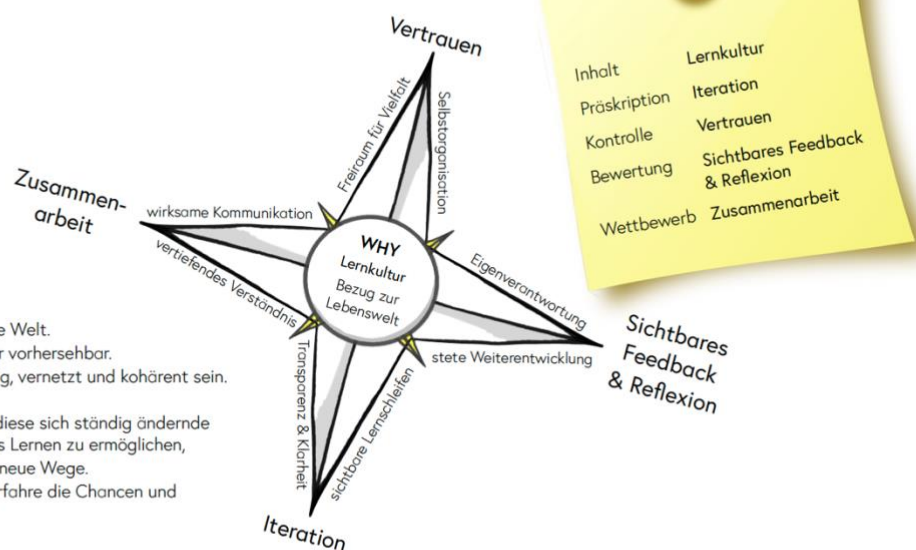 Vertrauen
Freiraum für Vielfalt
Selbstorganisation
Zusammen-
arbeit
wirksame Kommunikation
vertiefendes Verständnis
WHY
Lernkultur
Bezug zur
Lebenswelt
Eigenverantwortung
stete Weiterentwicklung
Sichtbares
Feedback
& Reflexion
Transparenz & Klarheit
sichtbare Lernschleifen
Iteration
Inhalt Lernkultur
Präskription Iteration
Kontrolle Vertrauen
Bewertung Sichtbares Feedback
& Reflexion
Wettbewerb Zusammenarbeit
Welt.
vorhersehbar.
vernetzt und kohärent sein.
diese sich ständig ändernde
Lernen zu ermöglichen,
neue Wege.
die Chancen und